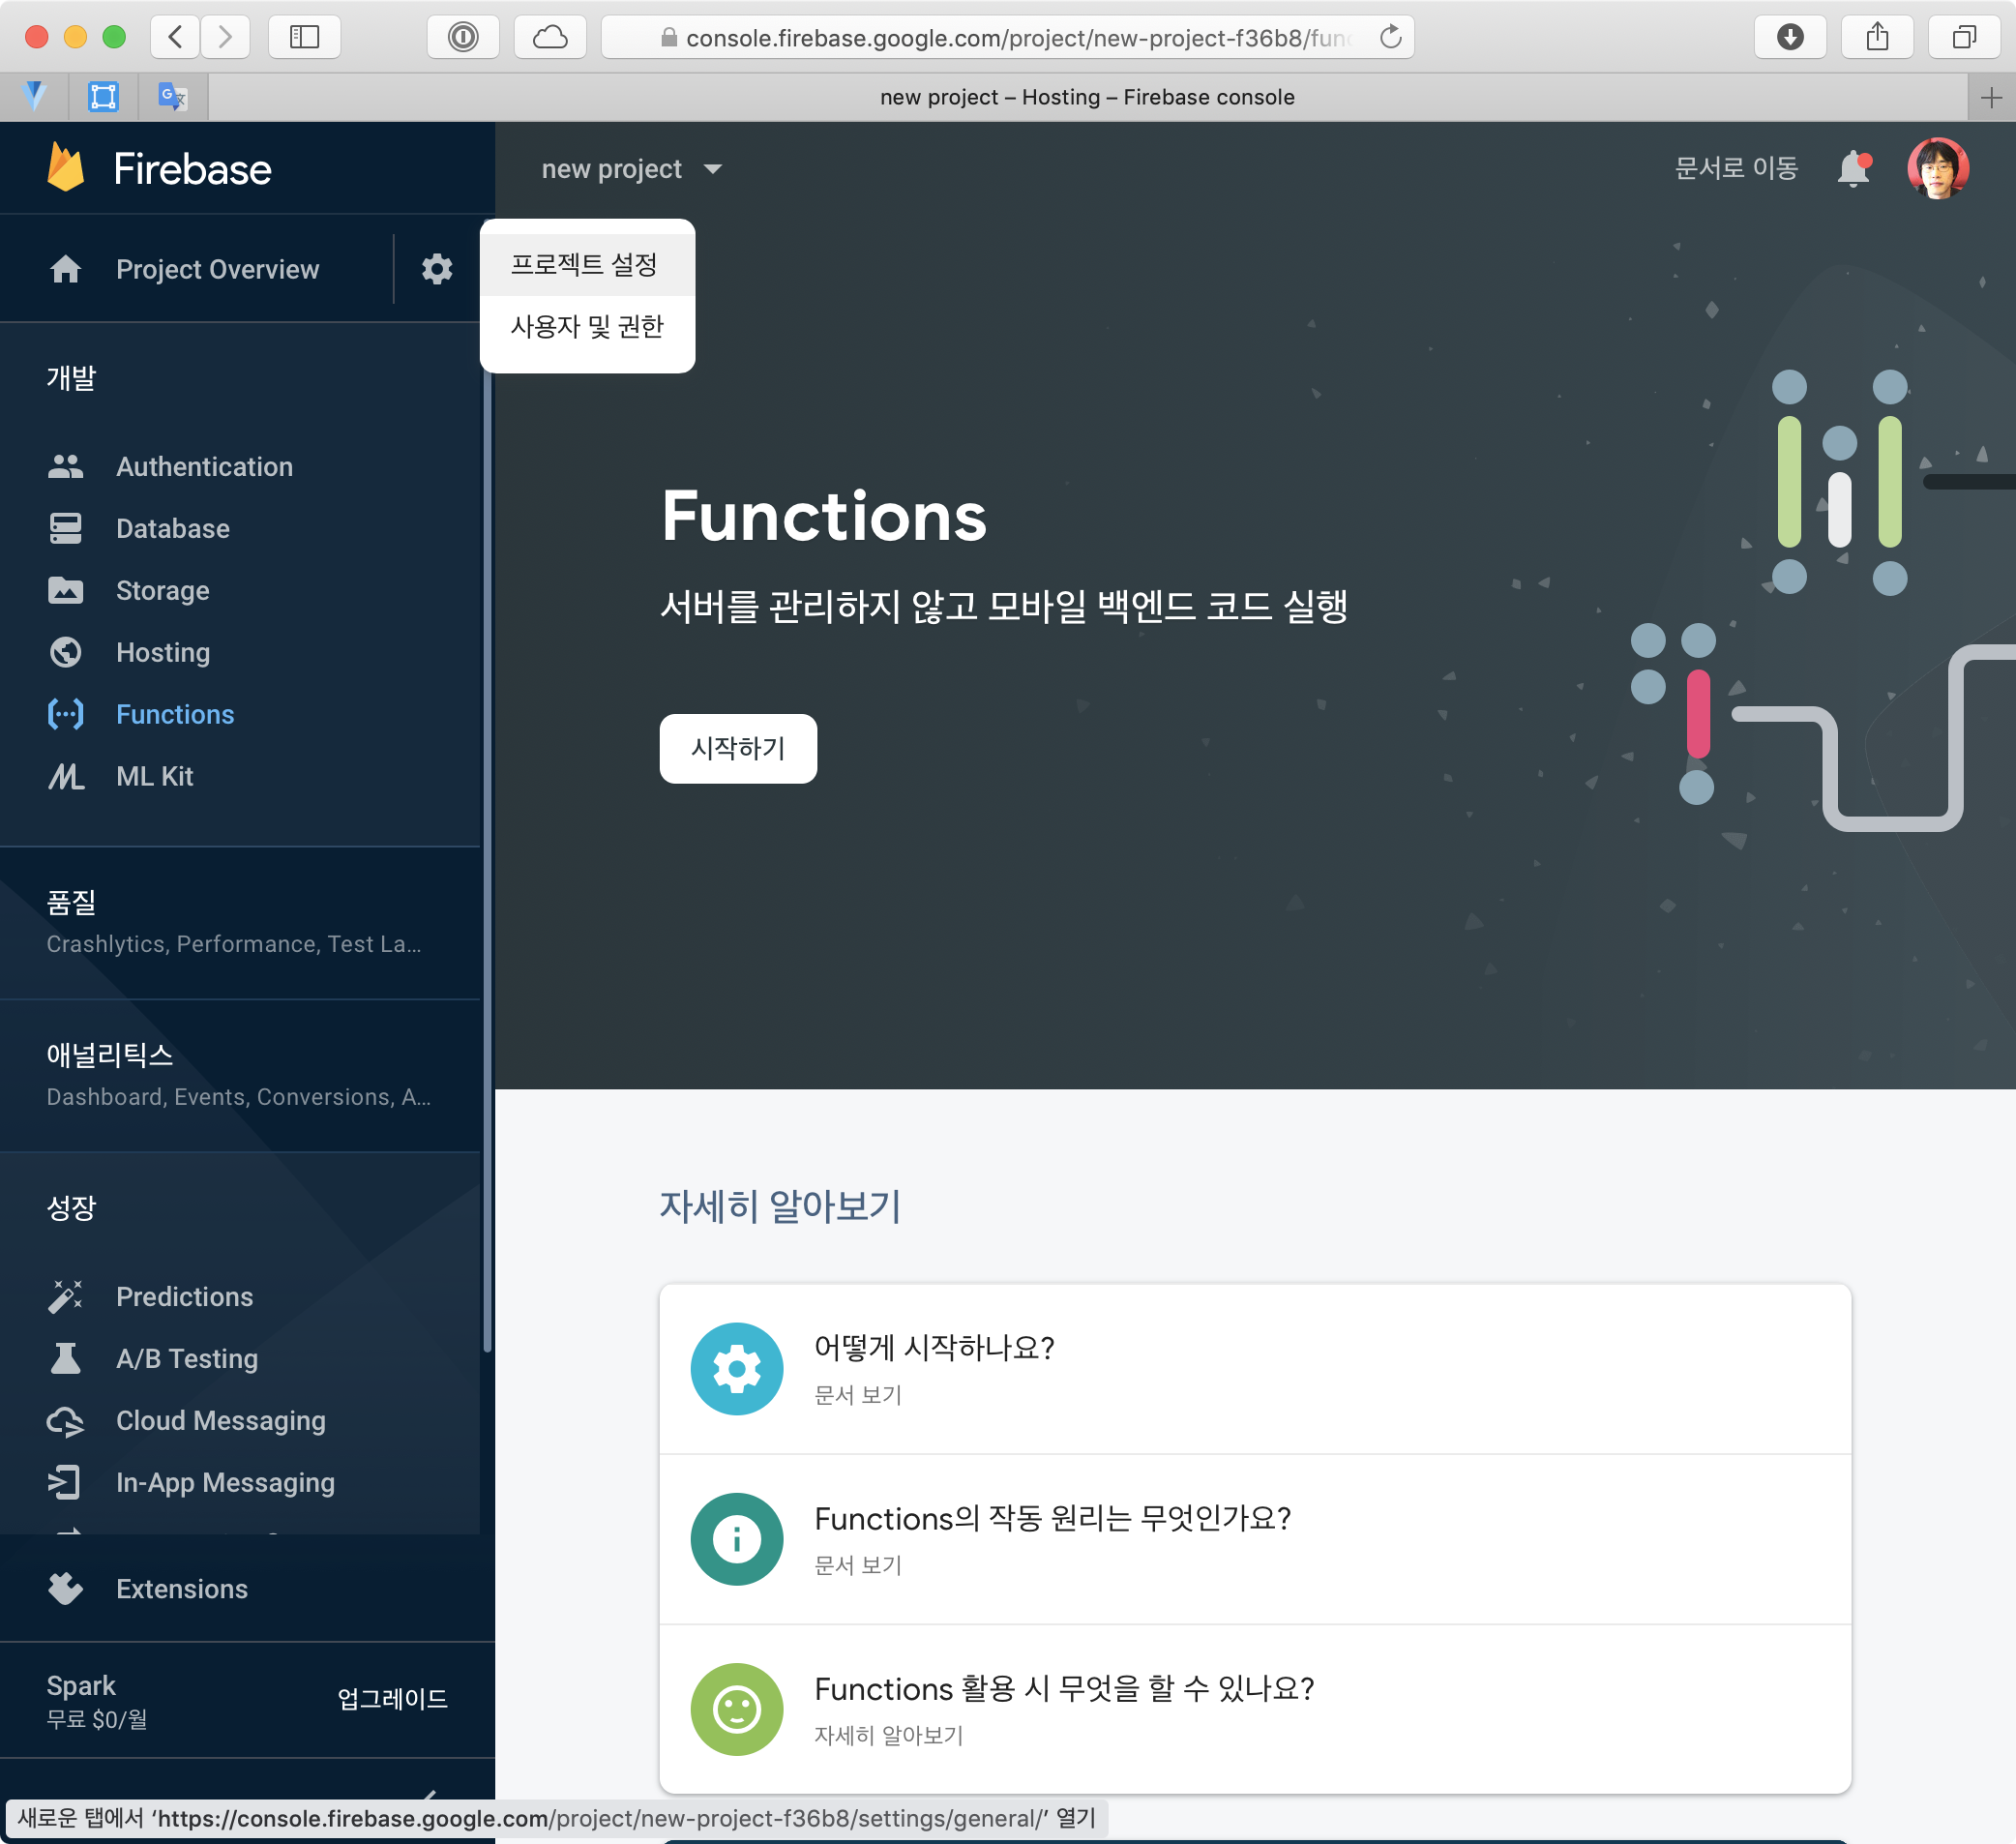 console.firebase.google.com/project/new-project-f36b8/func
new project – Hosting – Firebase console
Firebase
new project
문서로 이동
Project Overview
프로젝트 설정
사용자 및 권한
개발
Authentication
Database
Storage
Hosting
Functions
ML Kit
품질
Crashlytics, Performance, Test La...
애널리틱스
Dashboard, Events, Conversions, A...
성장
Predictions
A/B Testing
Cloud Messaging
In-App Messaging
Extensions
Spark
무료 $0/월
업그레이드
Functions
서버를 관리하지 않고 모바일 백엔드 코드 실행
시작하기
자세히 알아보기
어떻게 시작하나요?
문서 보기
Functions의 작동 원리는 무엇인가요?
문서 보기
Functions 활용 시 무엇을 할 수 있나요?
자세히 알아보기
새로운 탭에서 ‘https://console.firebase.google.com/project/new-project-f36b8/settings/general/’ 열기